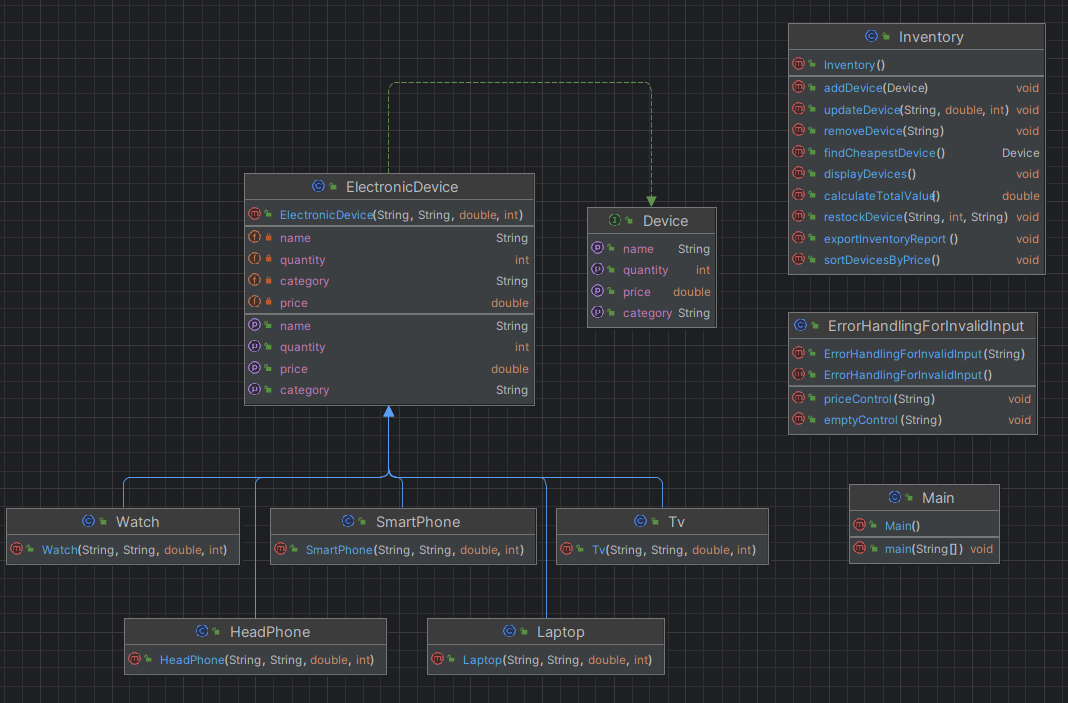 Inventory
Inventory()
addDevice(Device) void
updateDevice(String, double, int) void
removeDevice(String) void
findCheapestDevice() Device
displayDevices() void
calculateTotalValue() double
restockDevice(String, int, String) void
exportInventoryReport () void
sortDevicesByPrice() void
ElectronicDevice
ElectronicDevice(String, String, double, int)
name String
quantity int
category String
price double
name String
quantity int
price double
category String
Device
name String
quantity int
price double
category String
ErrorHandlingForInvalidInput
ErrorHandlingForInvalidInput(String)
ErrorHandlingForInvalidInput()
priceControl(String) void
emptyControl (String) void
Watch
Watch(String, String, double, int)
SmartPhone
SmartPhone(String, String, double, int)
Tv
Tv(String, String, double, int)
Main
Main()
main(String[]) void
HeadPhone
HeadPhone(String, String, double, int)
Laptop
Laptop(String, String, double, int)